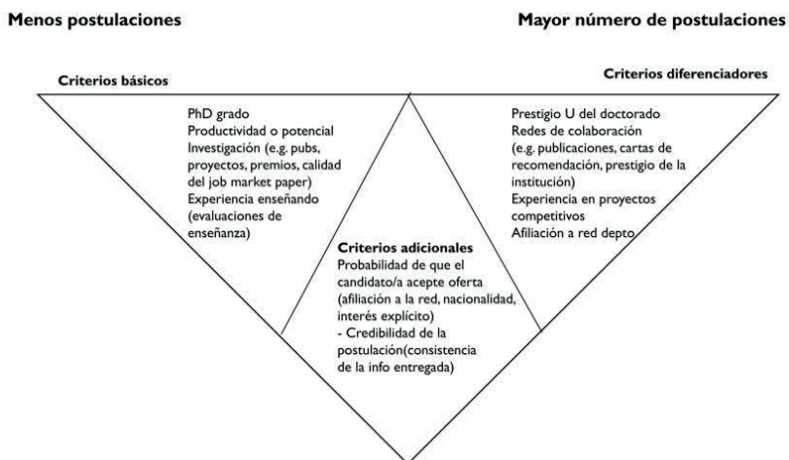 Menos postulaciones
Mayor número de postulaciones
Criterios básicos
Criterios diferenciadores
PhD grado
Productividad o potencial
Investigación (e.g. pubs,
proyectos, premios, calidad
del job market paper)
Experiencia enseñando
(evaluaciones de
enseñanza)
Prestigio U del doctorado
Redes de colaboración
(e.g. publicaciones, cartas de
recomendación, prestigio de la
institución)
Experiencia en proyectos
competitivos
Afiliación a red depto
Criterios adicionales
Probabilidad de que el
candidato/a acepte oferta
(afiliación a la red, nacionalidad,
interés explícito)
- Credibilidad de la
postulación(consistencia
de la info entregada)